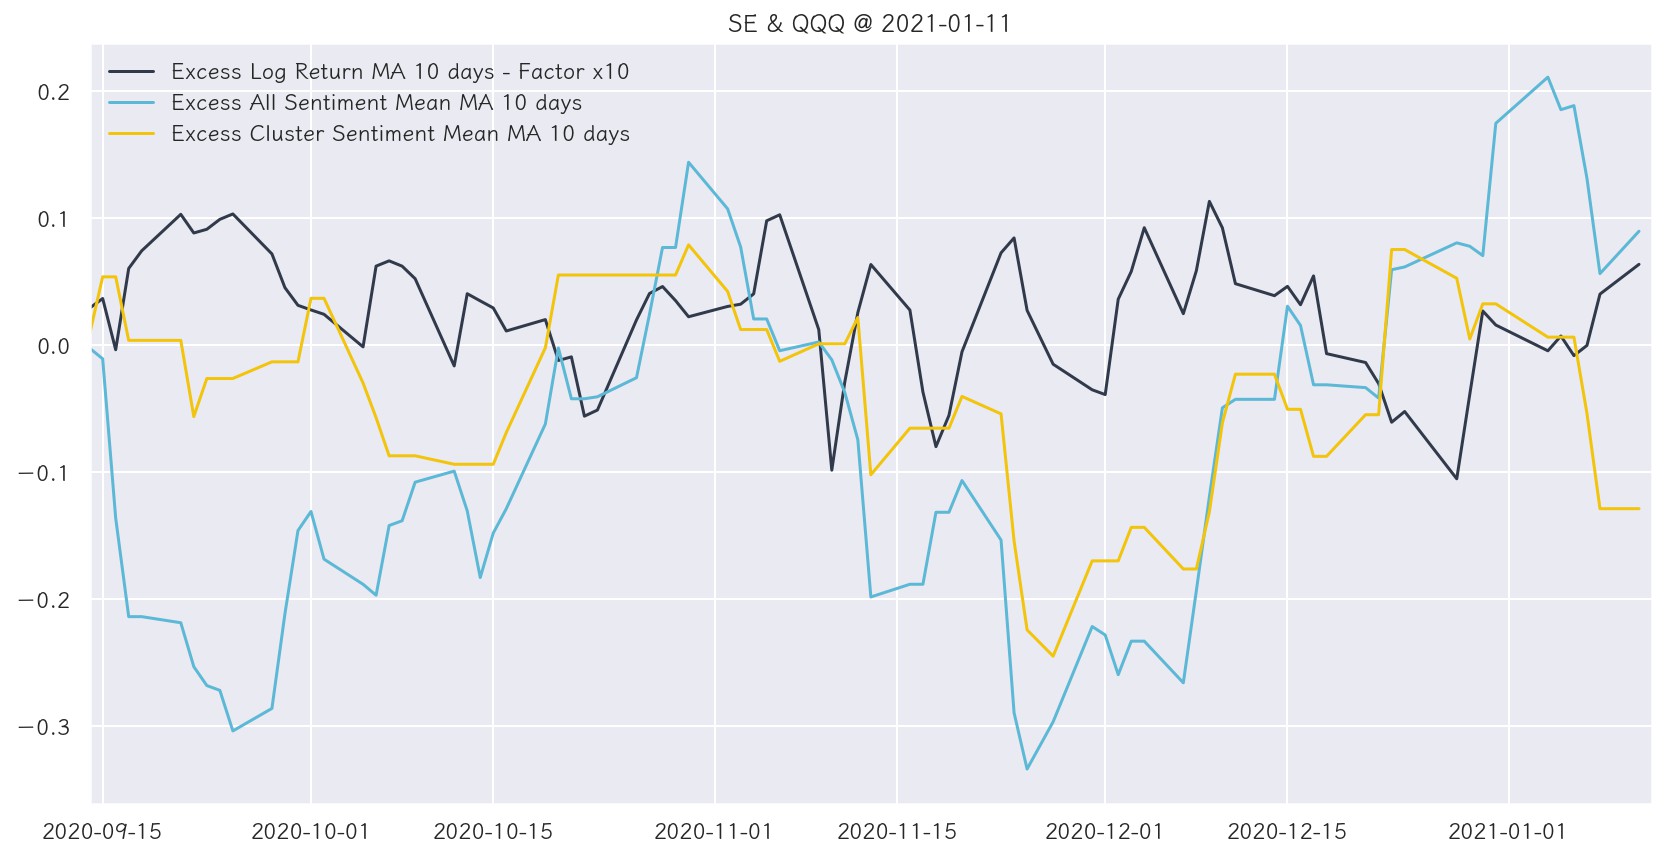 SE & QQQ @ 2021-01-11
Excess Log Return MA 10 days - Factor x10
Excess All Sentiment Mean MA 10 days
Excess Cluster Sentiment Mean MA 10 days
0.2
0.1
0.0
−0.1
−0.2
−0.3
2020-09-15 2020-10-01 2020-10-15 2020-11-01 2020-11-15 2020-12-01 2020-12-15 2021-01-01